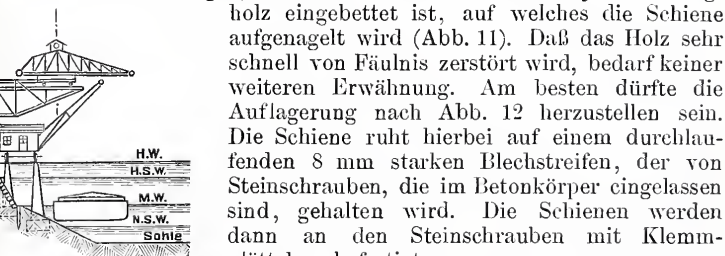 holz eingebettet ist, auf welches die Schiene
aufgenagelt wird (Abb. 11). Daß das Holz sehr
schnell von Fäulnis zerstört wird, bedarf keiner
weiteren Erwähnung. Am besten dürfte die
Auflagerung nach Abb. 12 herzustellen sein.
Die Schiene ruht hierbei auf einem durchlau-
fenden 8 mm starken Blechstreifen, der von
Steinschrauben, die im Betonkörper eingelassen
sind, gehalten wird. Die Schienen werden
dann an den Steinschrauben mit Klemm-
H.W.
H.S.W.
M.W.
N.S.W.
Sohle